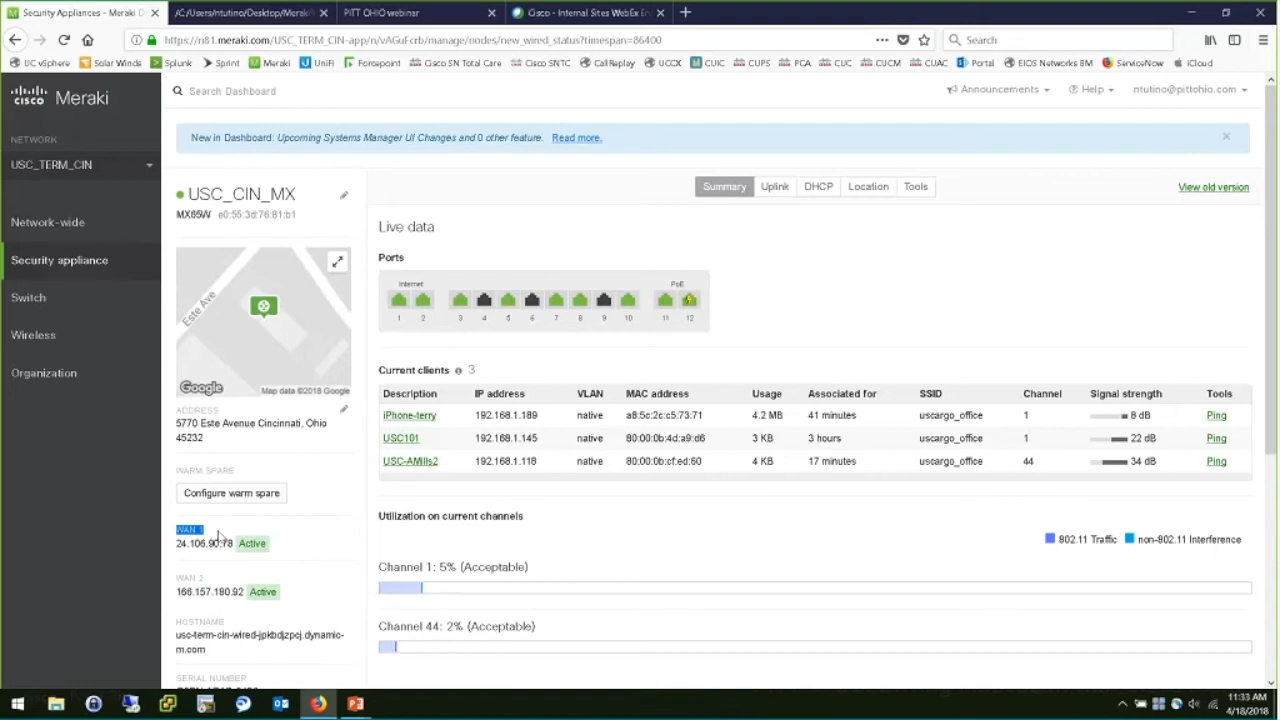 Security Appliances - Meraki D
/C:/Users/ntutino/Desktop/Meraki
PITT OHIO webinar
Cisco - Internal Sites WebEx En
https://n81.meraki.com/USC_TERM_CIN-app/n/vAGuFcrb/manage/nodes/new_wired_status?timespan=86400
Search
UC vSphere Solar Winds Splunk Sprint Meraki UniFi Forcepoint Cisco SN Total Care Cisco SNTC Call Replay UCCX CUIC CUPS PCA CUC CUCM CUAC Portal EIOS Networks BM ServiceNow iCloud
CISCO Meraki
Search Dashboard
Announcements Help ntutino@pittohio.com
NETWORK
USC_TERM_CIN
Network-wide
Security appliance
Switch
Wireless
Organization
New in Dashboard: Upcoming Systems Manager UI Changes and 0 other feature. Read more.
USC_CIN_MX
MX65W e0:55:3d:76:81:b1
Este Ave
Google Map data ©2018 Google
ADDRESS
5770 Este Avenue Cincinnati, Ohio
45232
WARM SPARE
Configure warm spare
WAN 1
24.106.90.78 Active
WAN 2
166.157.180.92 Active
HOSTNAME
usc-term-cin-wired-jpkbdjzpcj.dynamic-
m.com
SERIAL NUMBER
Summary Uplink DHCP Location Tools
View old version
Live data
Ports
Internet PoE
1 2 3 4 5 6 7 8 9 10 11 12
Current clients 3
Description IP address VLAN MAC address Usage Associated for SSID Channel Signal strength Tools
iPhone-terry 192.168.1.189 native a8:5c:2c:c5:73:71 4.2 MB 41 minutes uscargo_office 1 8 dB Ping
USC101 192.168.1.145 native 80:00:0b:4d:a9:d6 3 KB 3 hours uscargo_office 1 22 dB Ping
USC-AMills2 192.168.1.118 native 80:00:0b:cf:ed:60 4 KB 17 minutes uscargo_office 44 34 dB Ping
Utilization on current channels
802.11 Traffic non-802.11 Interference
Channel 1: 5% (Acceptable)
Channel 44: 2% (Acceptable)
11:33 AM
4/18/2018